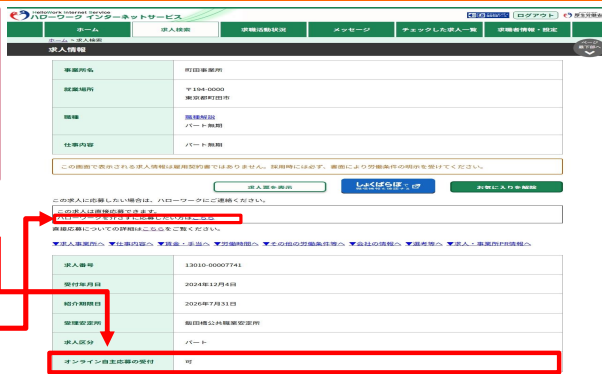 HelloWork Internet Service
ハローワーク インターネットサービス
ログアウト
ホーム
求人検索
求職活動状況
メッセージ
チェックした求人一覧
求職者情報・設定
ホーム > 求人検索
求人情報
ページ
最下部へ
事業所名 町田事業所
就業場所 〒194-0000
東京都町田市
職種 職種解説
パート無期
仕事内容 パート無期
この画面で表示される求人情報は雇用契約書ではありません。採用時には必ず、書面により労働条件の明示を受けてください。
求人票を表示
しょくばらぼ
お気に入りを解除
この求人に応募したい場合は、ハローワークにご連絡ください。
この求人は直接応募できます。
ハローワークを介さずに応募したい方はこちら
直接応募についての詳細はこちらをご覧ください。
▼求人事業所へ ▼仕事内容へ ▼賃金・手当へ ▼労働時間へ ▼その他の労働条件等へ ▼会社の情報へ ▼選考等へ ▼求人・事業所PR情報へ
求人番号 13010-00007741
受付年月日 2024年12月4日
紹介期限日 2026年7月31日
受理安定所 飯田橋公共職業安定所
求人区分 パート
オンライン自主応募の受付 可